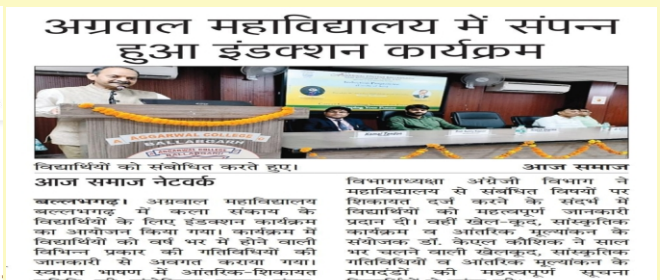 अग्रवाल महाविद्यालय में संपन्न
हुआ इंडक्शन कार्यक्रम
AGGARWAL COLLEGE
BALLABGARH
विद्यार्थियों को संबोधित करते हुए।
आज समाज
आज समाज नेटवर्क
बल्लभगढ़। अग्रवाल महाविद्यालय
बल्लभगढ़ में कला संकाय के
विद्यार्थियों के लिए इंडक्शन कार्यक्रम
का आयोजन किया गया। कार्यक्रम में
विद्यार्थियों को वर्ष भर में होने वाली
विभिन्न प्रकार की गतिविधियों की
जानकारी से अवगत कराया गया।
स्वागत भाषण में आंतरिक-शिकायत
विभागाध्यक्षा अंग्रेजी विभाग ने
महाविद्यालय से संबंधित विषयों पर
शिकायत दर्ज करने के संदर्भ में
विद्यार्थियों को महत्वपूर्ण जानकारी
प्रदान दी। वहीं खेल-कूद, सांस्कृतिक
कार्यक्रम व आंतरिक मूल्यांकन के
संयोजक डॉ. केएल कौशिक ने साल
भर चलने वाली खेलकूद, सांस्कृतिक
गतिविधियों व आंतरिक मूल्यांकन के
मापदंडों की महत्वपूर्ण सूचना